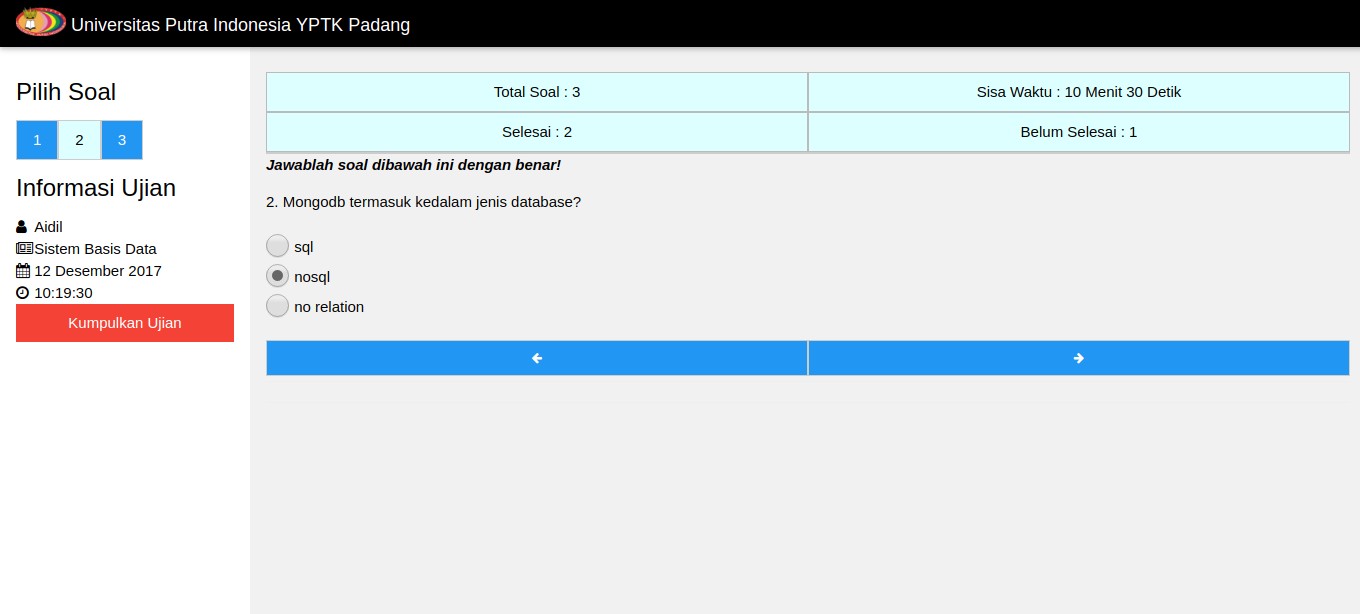 Universitas Putra Indonesia YPTK Padang
Pilih Soal
1 2 3
Informasi Ujian
Aidil
Sistem Basis Data
12 Desember 2017
10:19:30
Kumpulkan Ujian
Total Soal : 3
Sisa Waktu : 10 Menit 30 Detik
Selesai : 2
Belum Selesai : 1
Jawablah soal dibawah ini dengan benar!
2. Mongodb termasuk kedalam jenis database?
sql
nosql
no relation